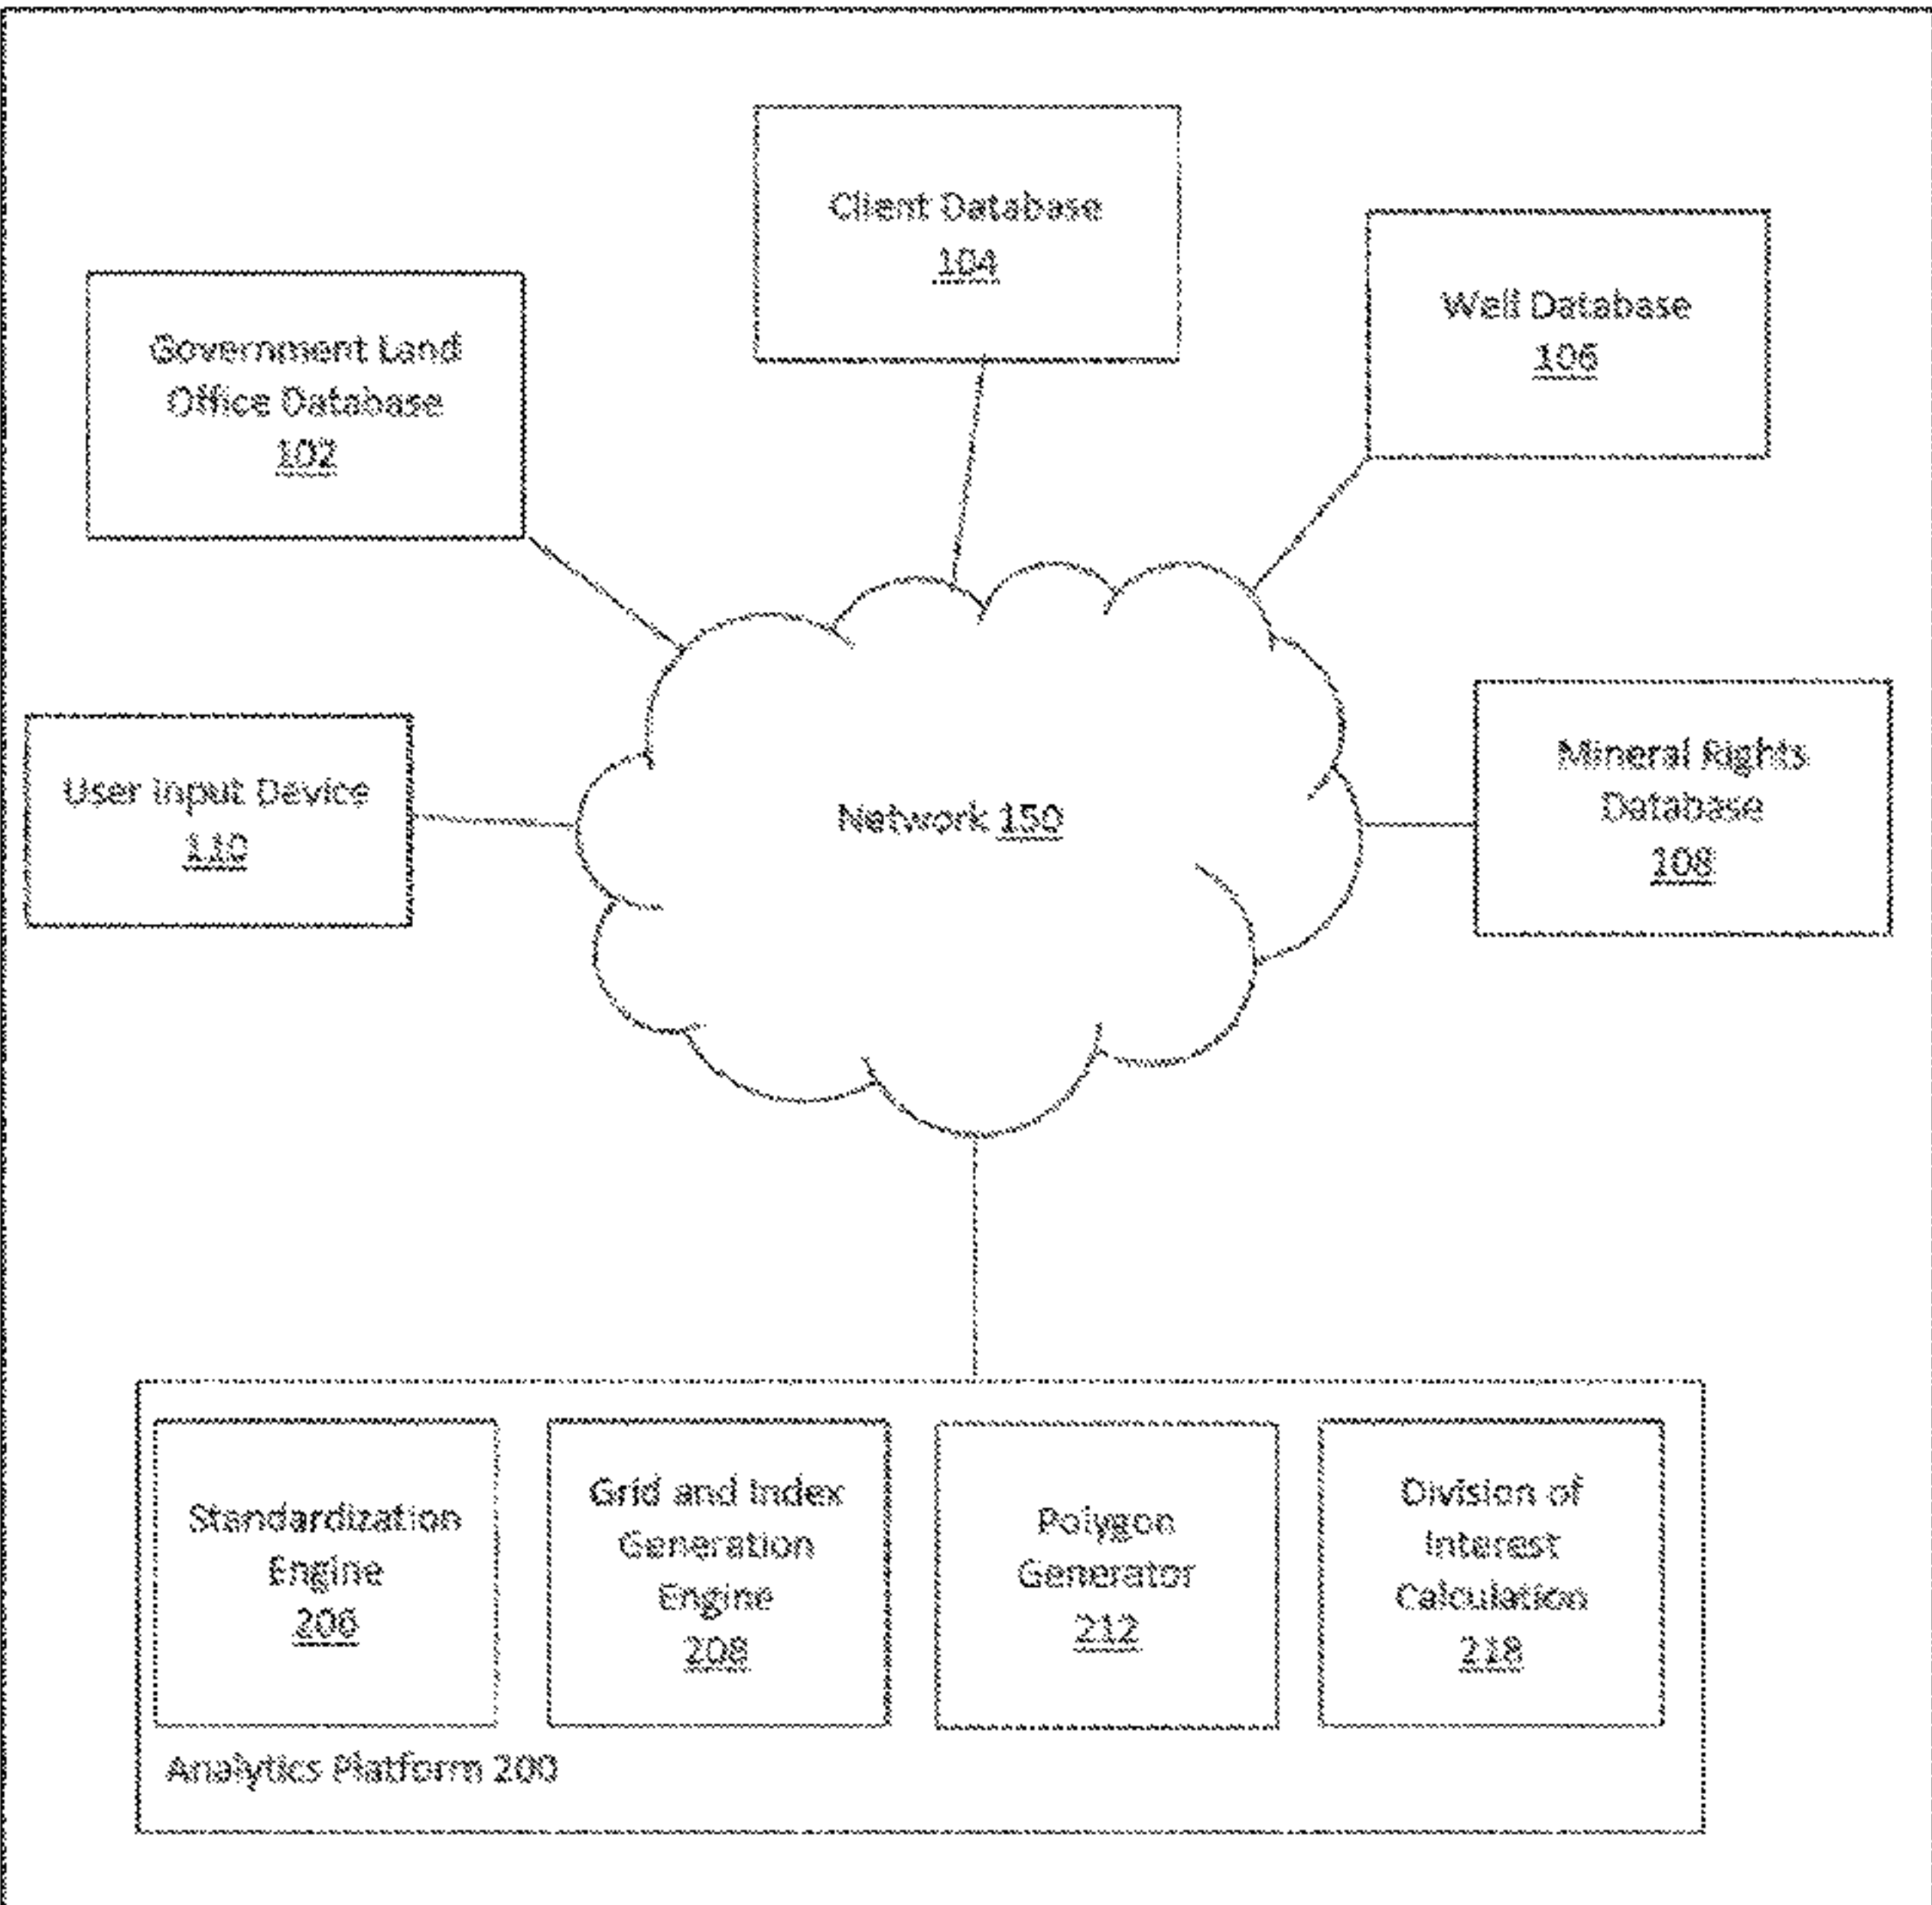 Client Database
104
Well Database
106
Government Land
Office Database
102
User Input Device
110
Network 150
Mineral Rights
Database
108
Standardization
Engine
206
Grid and Index
Generation
Engine
208
Polygon
Generator
212
Division of
Interest
Calculation
218
Analytics Platform 200